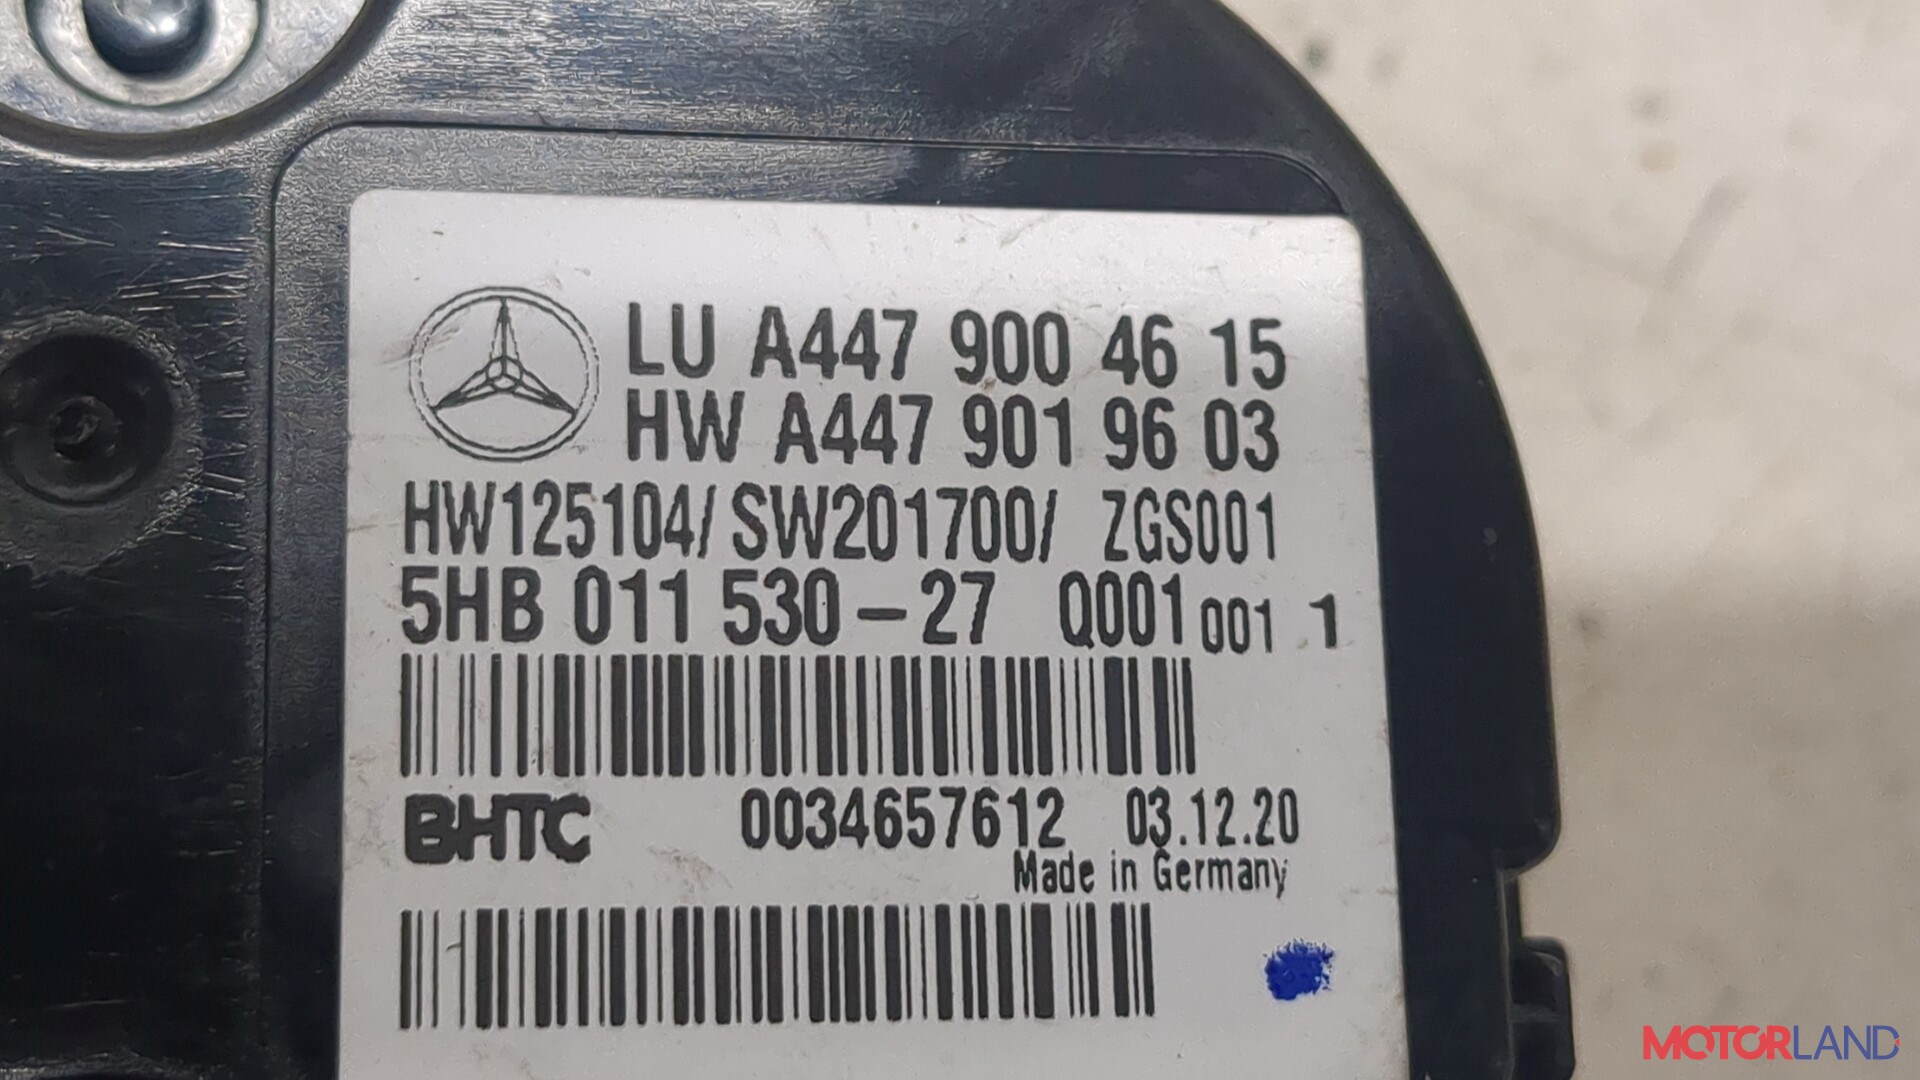 LU A447 900 46 15
HW A447 901 96 03
HW125104/ SW201700/ ZGS001
5HB 011 530-27 Q001 001 1
BHTC 0034657612 03.12.20
Made in Germany
MOTORLAND